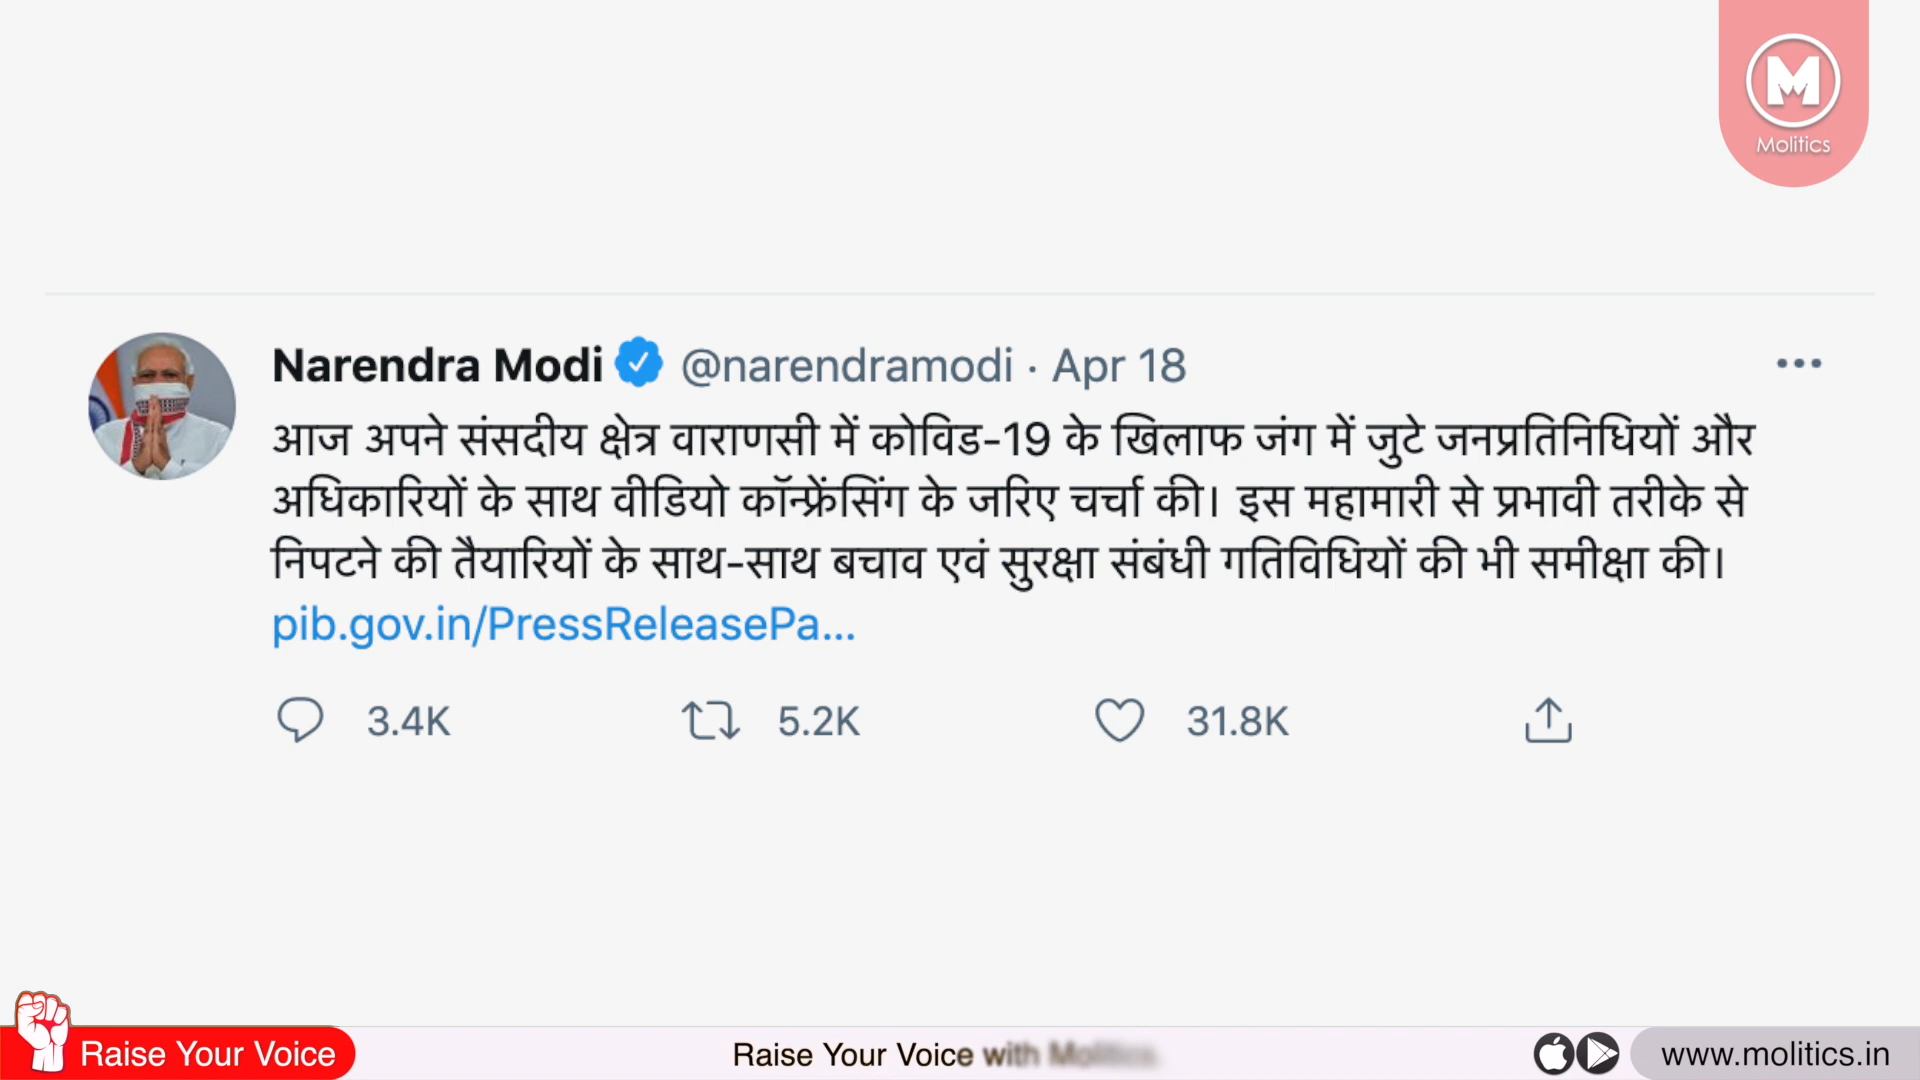 M
Molitics
Narendra Modi @narendramodi · Apr 18
आज अपने संसदीय क्षेत्र वाराणसी में कोविड-19 के खिलाफ जंग में जुटे जनप्रतिनिधियों और
अधिकारियों के साथ वीडियो कॉन्फ्रेंसिंग के जरिए चर्चा की। इस महामारी से प्रभावी तरीके से
निपटने की तैयारियों के साथ-साथ बचाव एवं सुरक्षा संबंधी गतिविधियों की भी समीक्षा की।
pib.gov.in/PressReleasePa...
3.4K 5.2K 31.8K
Raise Your Voice
Raise Your Voice with Molitics.
www.molitics.in